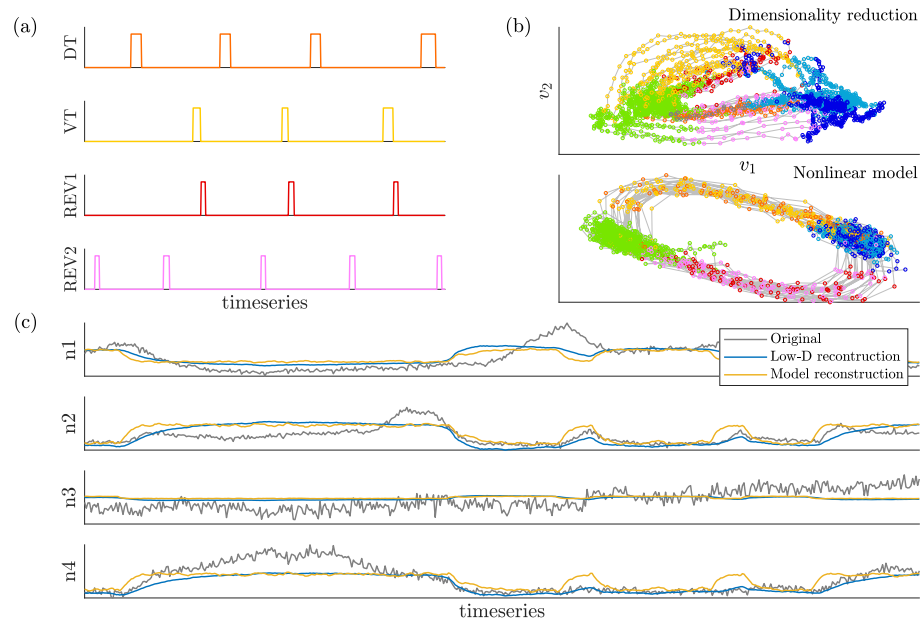 (a)
DT
VT
REV1
REV2
timeseries
(b)
Dimensionality reduction
v2
v1
Nonlinear model
(c)
n1
Original
Low-D recontruction
Model reconstruction
n2
n3
n4
timeseries